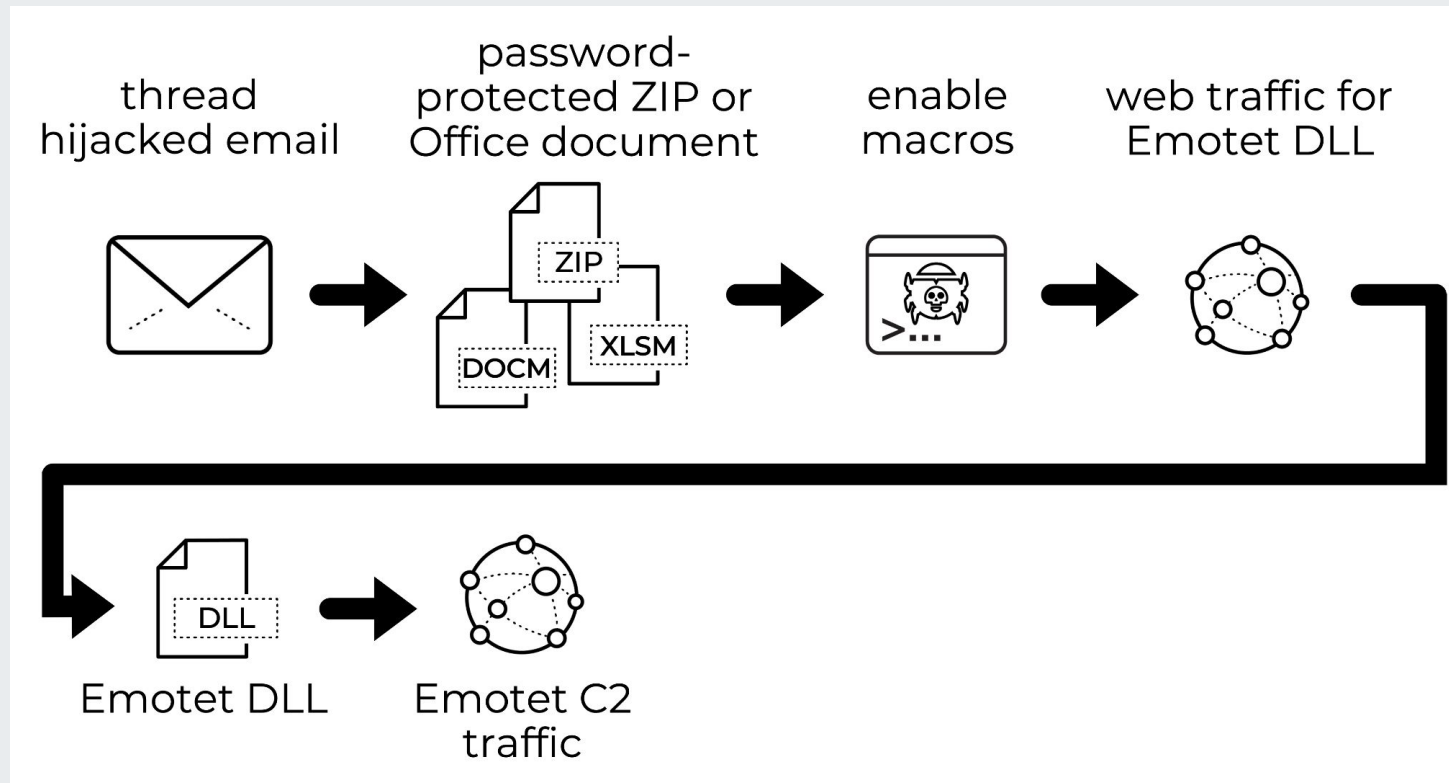 thread
hijacked email
password-
protected ZIP or
Office document
enable
macros
web traffic for
Emotet DLL
ZIP
DOCM
XLSM
>...
DLL
Emotet DLL
Emotet C2
traffic